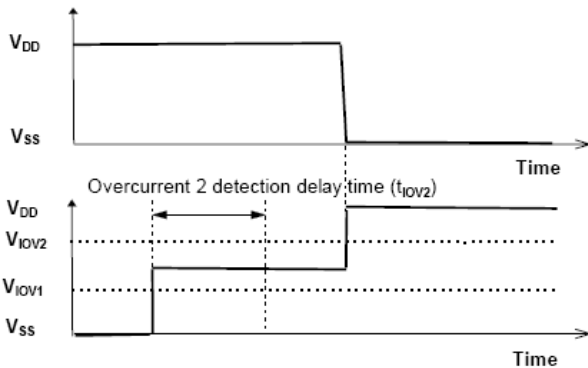 VDD
VSS
Time
Overcurrent 2 detection delay time (tIOV2)
VDD
VIOV2
VIOV1
VSS
Time